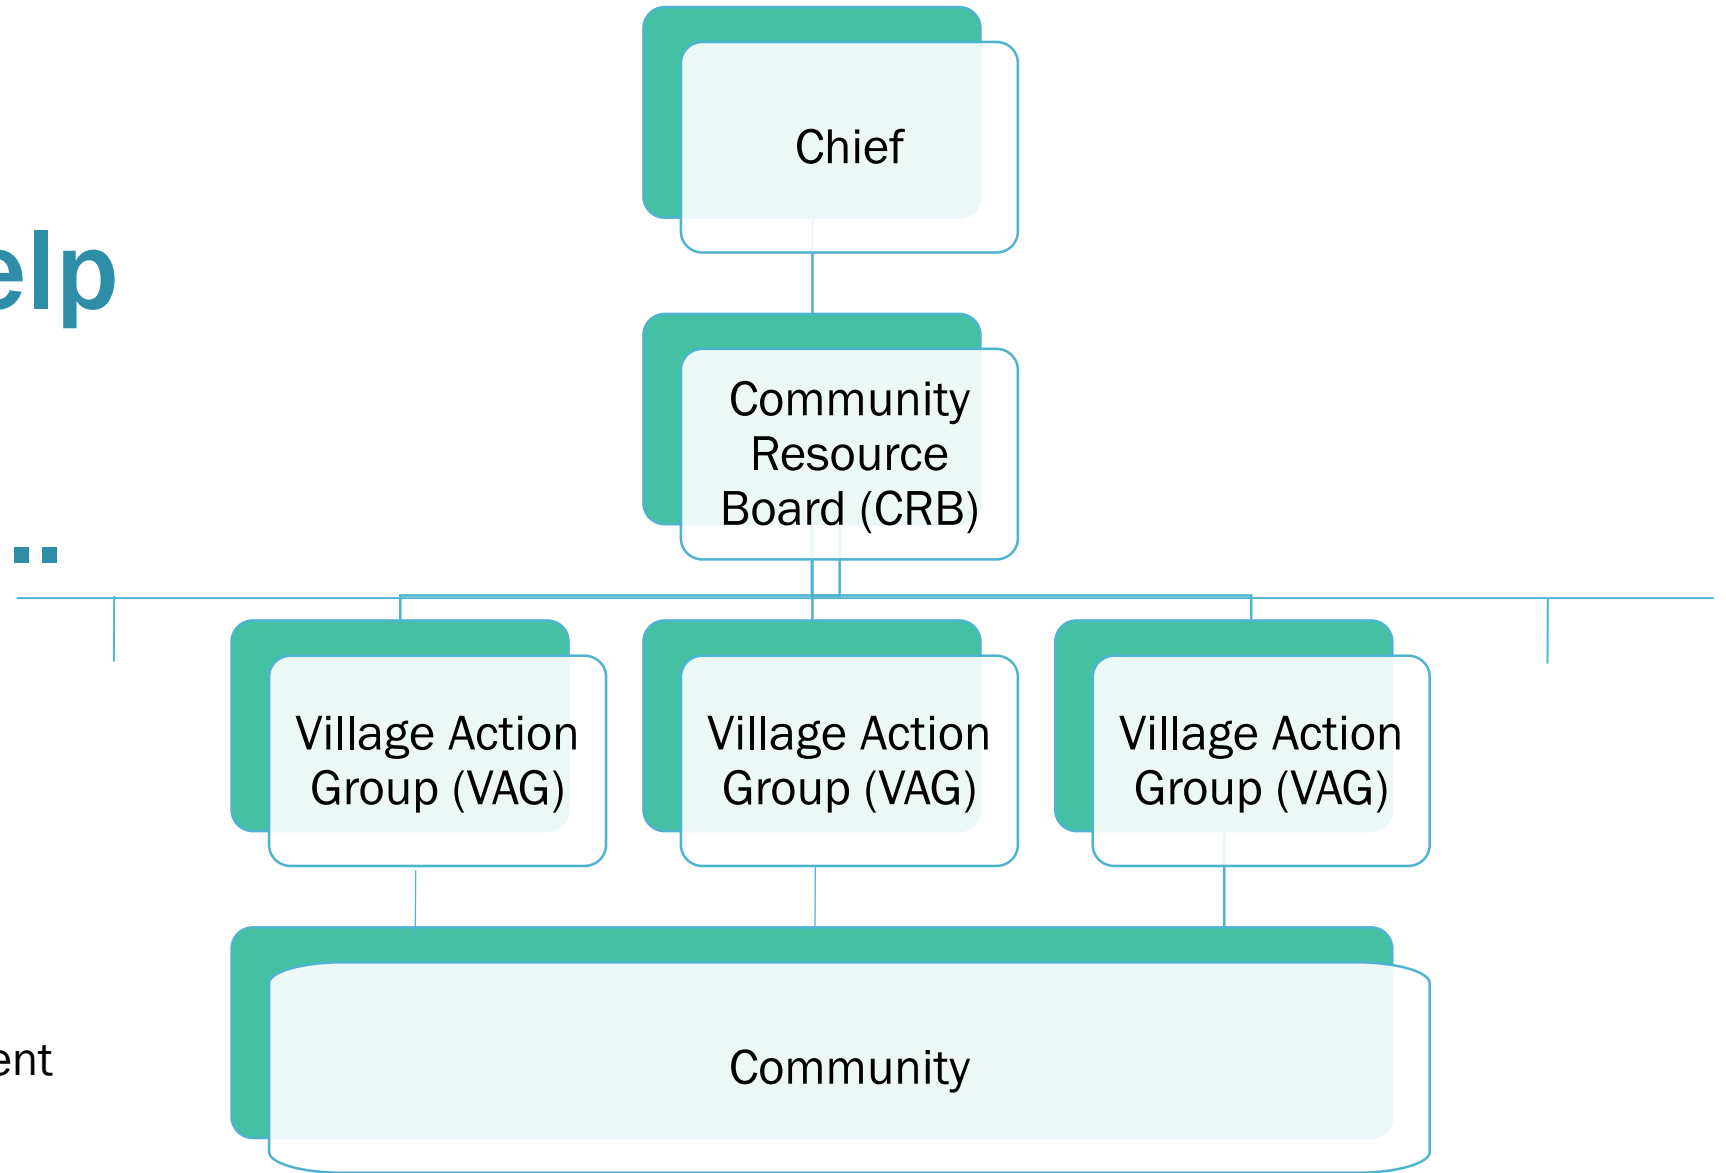 elp
..
Chief
Community
Resource
Board (CRB)
Village Action
Group (VAG)
Village Action
Group (VAG)
Village Action
Group (VAG)
ent
Community